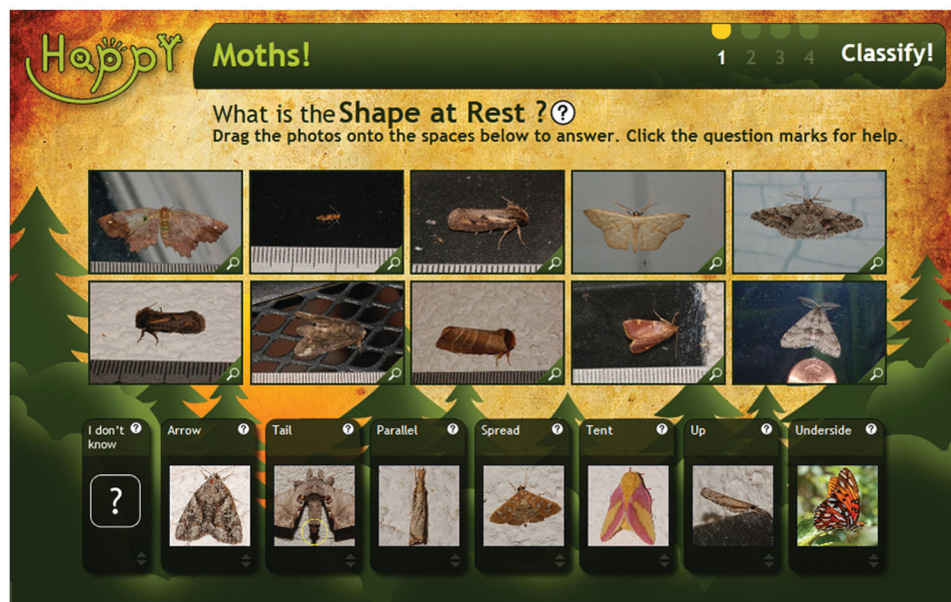 Happy
Moths!
1 2 3 4
Classify!
What is the Shape at Rest ? ?
Drag the photos onto the spaces below to answer. Click the question marks for help.
I don't know ?
Arrow ?
Tail ?
Parallel ?
Spread ?
Tent ?
Up ?
Underside ?
?